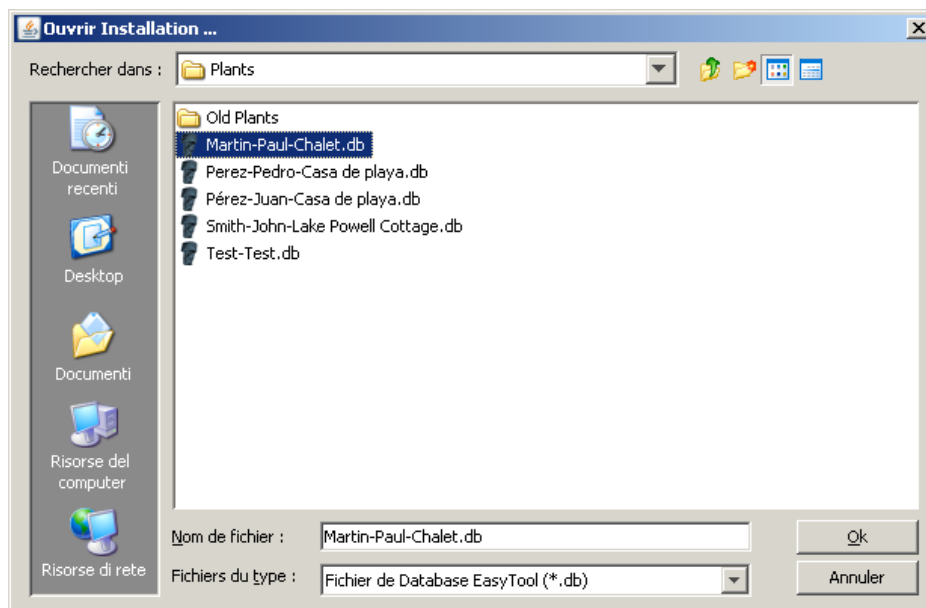 Ouvrir Installation ...
Rechercher dans :
Plants
Documenti
recenti
Desktop
Documenti
Risorse del
computer
Risorse di rete
Old Plants
Martin-Paul-Chalet.db
Perez-Pedro-Casa de playa.db
Pérez-Juan-Casa de playa.db
Smith-John-Lake Powell Cottage.db
Test-Test.db
Nom de fichier :
Martin-Paul-Chalet.db
Ok
Fichiers du type :
Fichier de Database EasyTool (*.db)
Annuler